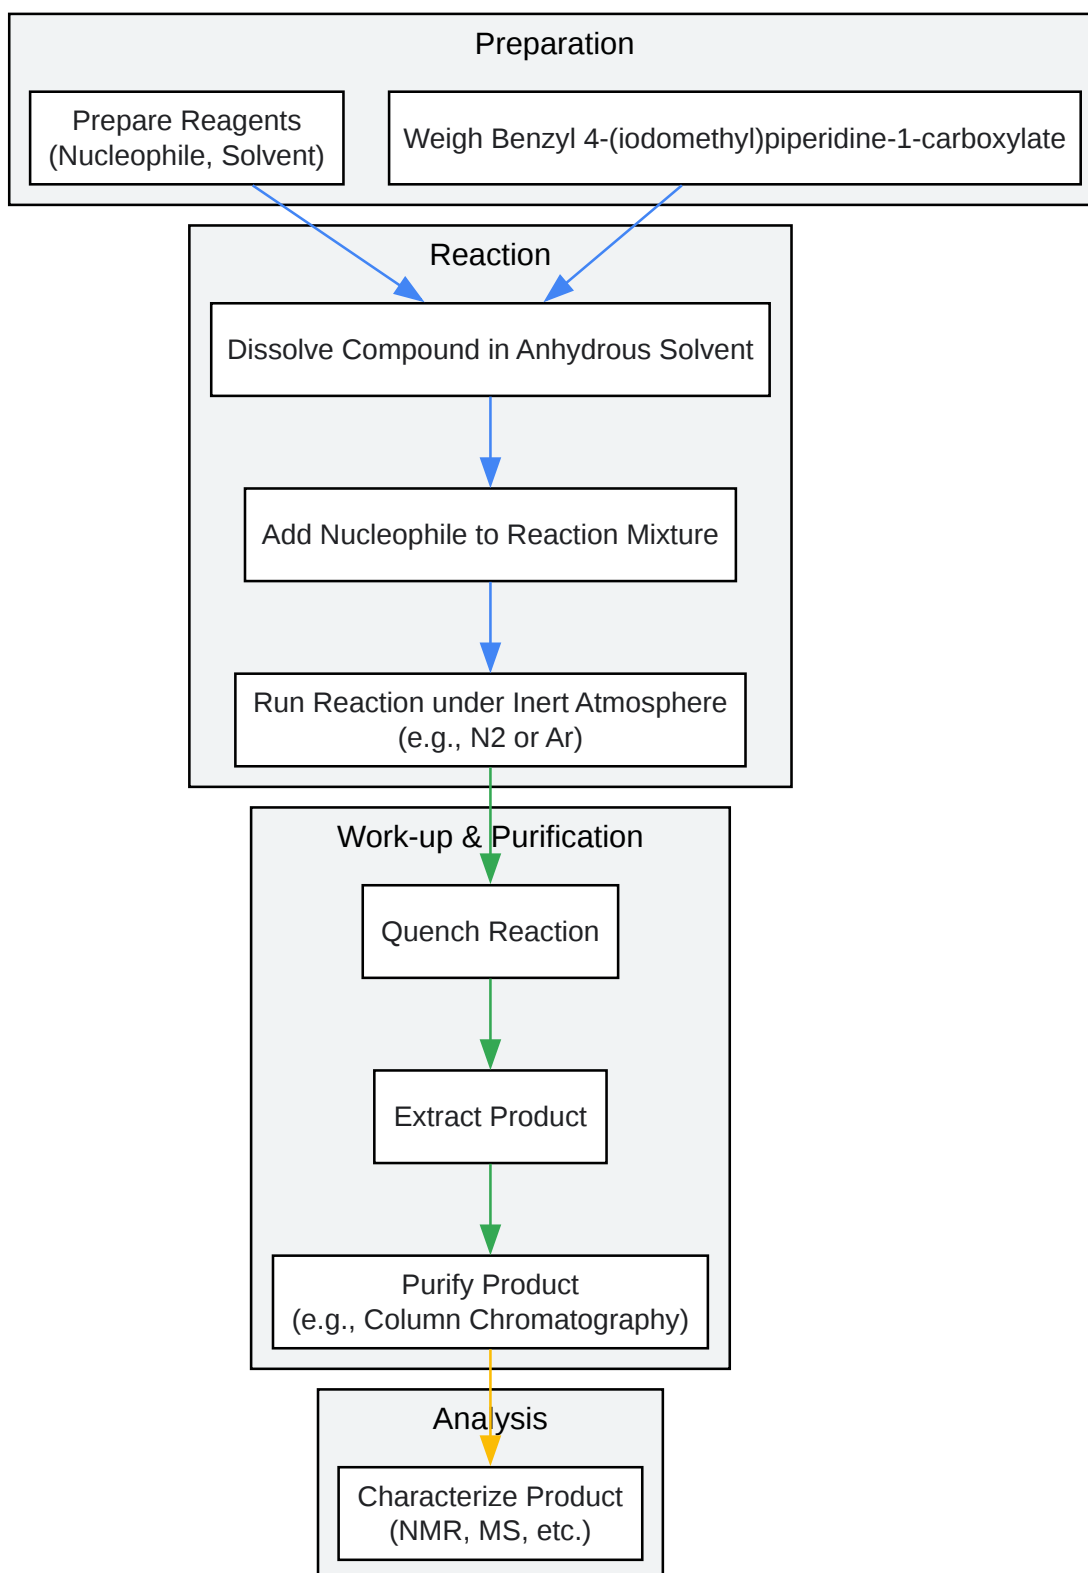 Preparation
Prepare Reagents
(Nucleophile, Solvent)
Weigh Benzyl 4-(iodomethyl)piperidine-1-carboxylate
Reaction
Dissolve Compound in Anhydrous Solvent
Add Nucleophile to Reaction Mixture
Run Reaction under Inert Atmosphere
(e.g., N2 or Ar)
Work-up & Purification
Quench Reaction
Extract Product
Purify Product
(e.g., Column Chromatography)
Analysis
Characterize Product
(NMR, MS, etc.)